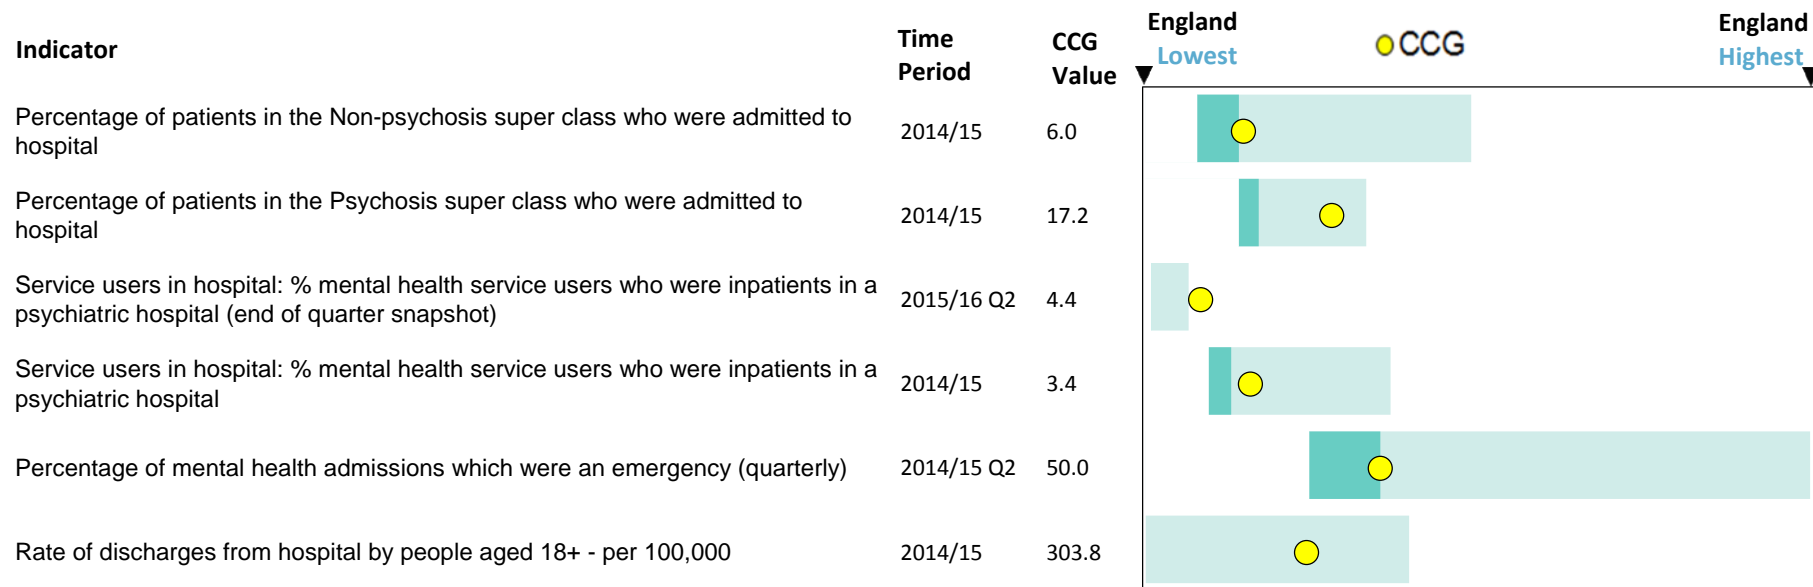 Indicator
Time
Period
CCG
Value
England
Lowest
CCG
England
Highest
Percentage of patients in the Non-psychosis super class who were admitted to
hospital
2014/15
6.0
Percentage of patients in the Psychosis super class who were admitted to
hospital
2014/15
17.2
Service users in hospital: % mental health service users who were inpatients in a
psychiatric hospital (end of quarter snapshot)
2015/16 Q2
4.4
Service users in hospital: % mental health service users who were inpatients in a
psychiatric hospital
2014/15
3.4
Percentage of mental health admissions which were an emergency (quarterly)
2014/15 Q2
50.0
Rate of discharges from hospital by people aged 18+ - per 100,000
2014/15
303.8